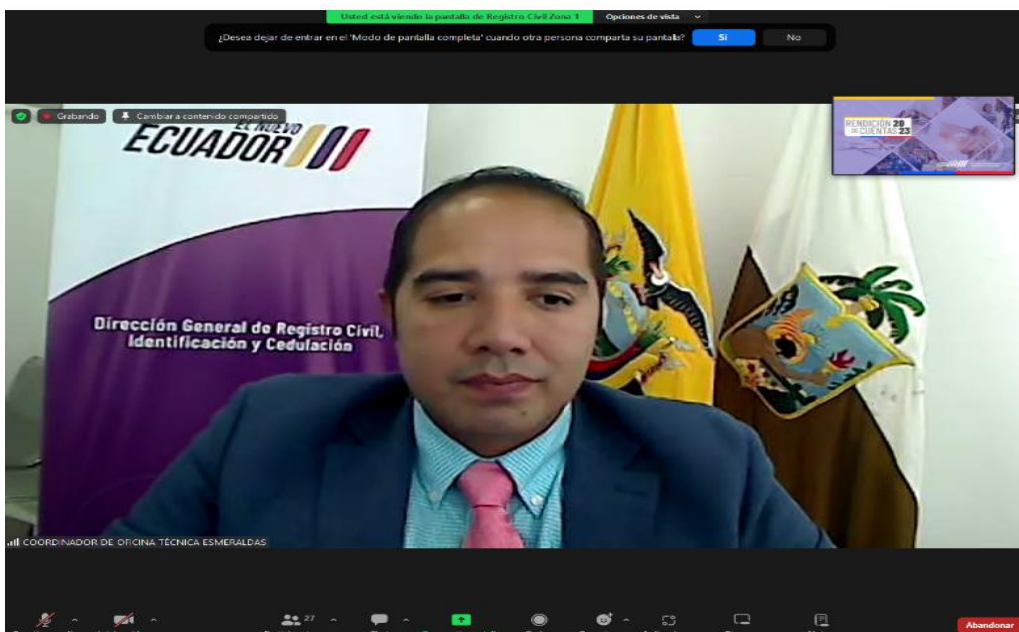 Usted está viendo la pantalla de Registro Civil Zona 1
Opciones de vista
¿Desea dejar de entrar en el 'Modo de pantalla completa' cuando otra persona comparta su pantalla?
Sí
No
Grabando
Cambiar a contenido compartido
EL NUEVO
ECUADOR
RENDICIÓN 20
DE CUENTAS 23
Dirección General de Registro Civil,
Identificación y Cedulación
COORDINADOR DE OFICINA TÉCNICA ESMERALDAS
27
Abandonar